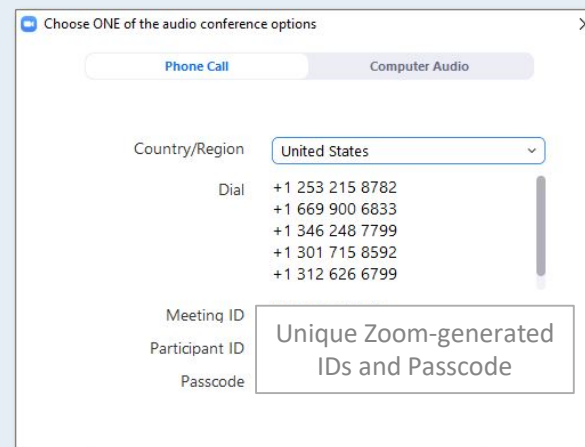 Choose ONE of the audio conference options
Phone Call Computer Audio
Country/Region United States
Dial +1 253 215 8782
+1 669 900 6833
+1 346 248 7799
+1 301 715 8592
+1 312 626 6799
Meeting ID
Participant ID
Passcode
Unique Zoom-generated
IDs and Passcode